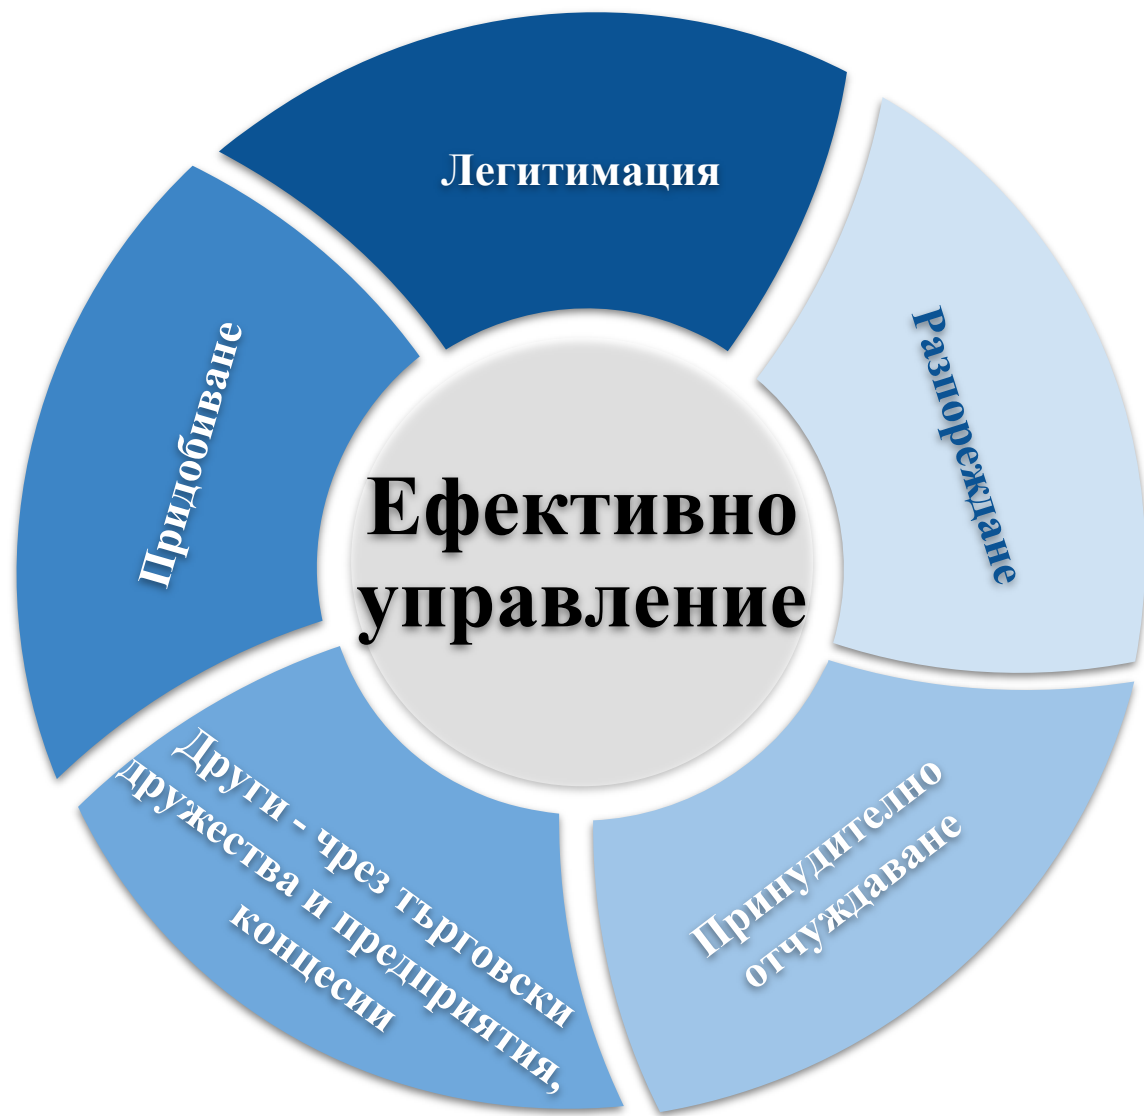 Легитимация
Разпореждане
Принудително
отчуждаване
Други - чрез търговски
дружества и предприятия,
концесии
Придобиване
Ефективно
управление